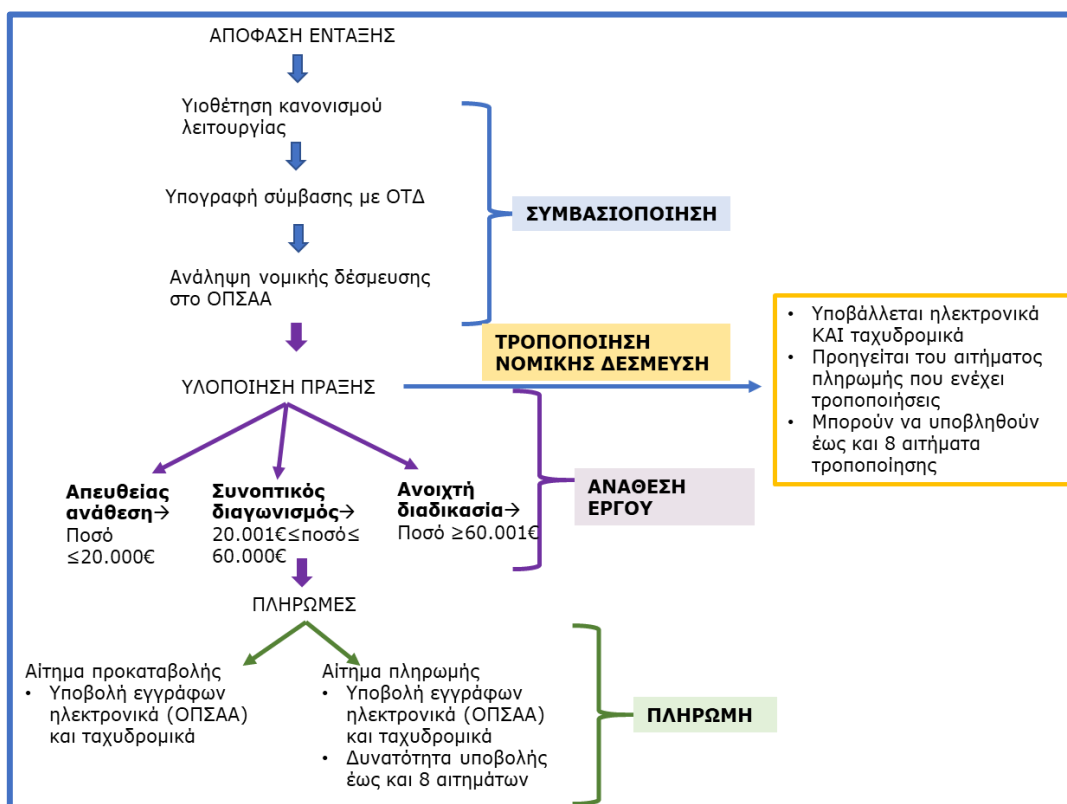 ΑΠΟΦΑΣΗ ΕΝΤΑΞΗΣ
Υιοθέτηση κανονισμού
λειτουργίας
Υπογραφή σύμβασης με ΟΤΔ
ΣΥΜΒΑΣΙΟΠΟΙΗΣΗ
Ανάληψη νομικής δέσμευσης
στο ΟΠΣΑΑ
ΤΡΟΠΟΠΟΙΗΣΗ
ΝΟΜΙΚΗΣ ΔΕΣΜΕΥΣΗ
• Υποβάλλεται ηλεκτρονικά
ΚΑΙ ταχυδρομικά
• Προηγείται του αιτήματος
πληρωμής που ενέχει
τροποποιήσεις
• Μπορούν να υποβληθούν
έως και 8 αιτήματα
τροποποίησης
ΥΛΟΠΟΙΗΣΗ ΠΡΑΞΗΣ
Απευθείας
ανάθεση→
Ποσό
≤20.000€
Συνοπτικός
διαγωνισμός→
20.001€≤ποσό≤
60.000€
Ανοιχτή
διαδικασία→
Ποσό ≥60.001€
ΑΝΑΘΕΣΗ
ΕΡΓΟΥ
ΠΛΗΡΩΜΕΣ
Αίτημα προκαταβολής
• Υποβολή εγγράφων
ηλεκτρονικά (ΟΠΣΑΑ)
και ταχυδρομικά
Αίτημα πληρωμής
• Υποβολή εγγράφων
ηλεκτρονικά (ΟΠΣΑΑ)
και ταχυδρομικά
• Δυνατότητα υποβολής
έως και 8 αιτημάτων
ΠΛΗΡΩΜΗ